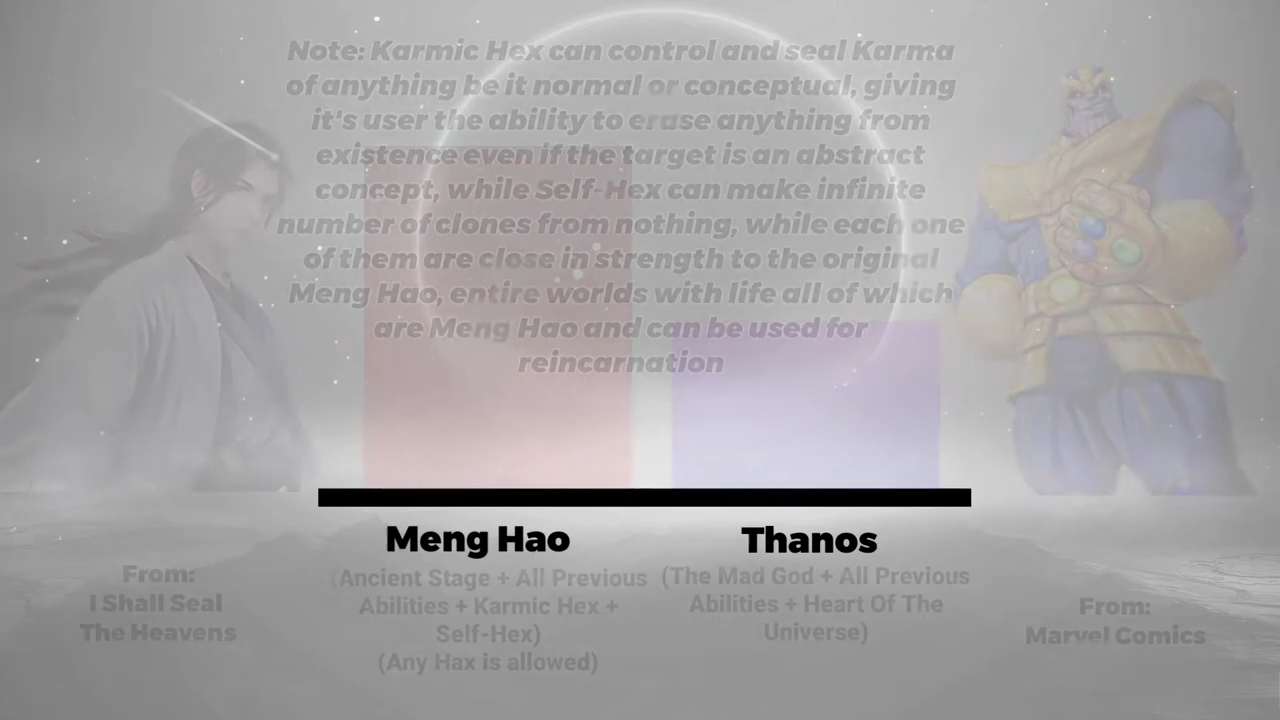 Note: Karmic Hex can control and seal Karma
of anything be it normal or conceptual, giving
it's user the ability to erase anything from
existence even if the target is an abstract
concept, while Self-Hex can make infinite
number of clones from nothing, while each one
of them are close in strength to the original
Meng Hao, entire worlds with life all of which
are Meng Hao and can be used for
reincarnation
Meng Hao
(Ancient Stage + All Previous
Abilities + Karmic Hex +
Self-Hex)
(Any Hax is allowed)
Thanos
(The Mad God + All Previous
Abilities + Heart Of The
Universe)
From:
I Shall Seal
The Heavens
From:
Marvel Comics